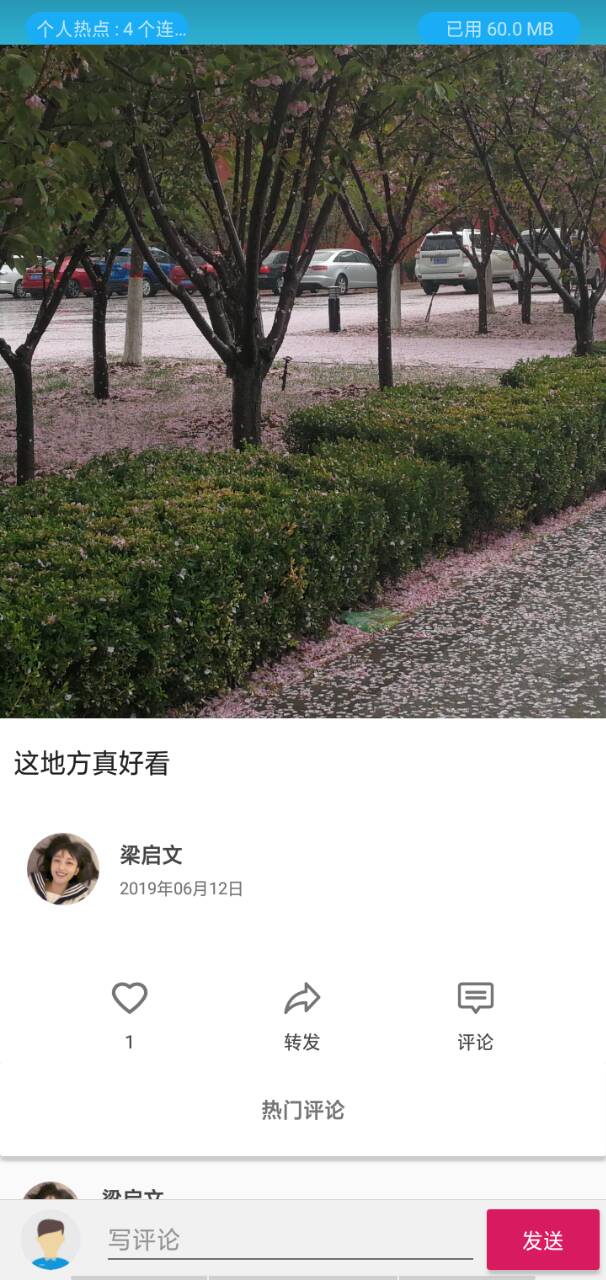 个人热点 : 4 个连…
已用 60.0 MB
这地方真好看
梁启文
2019年06月12日
1
转发
评论
热门评论
梁启文
写评论
发送